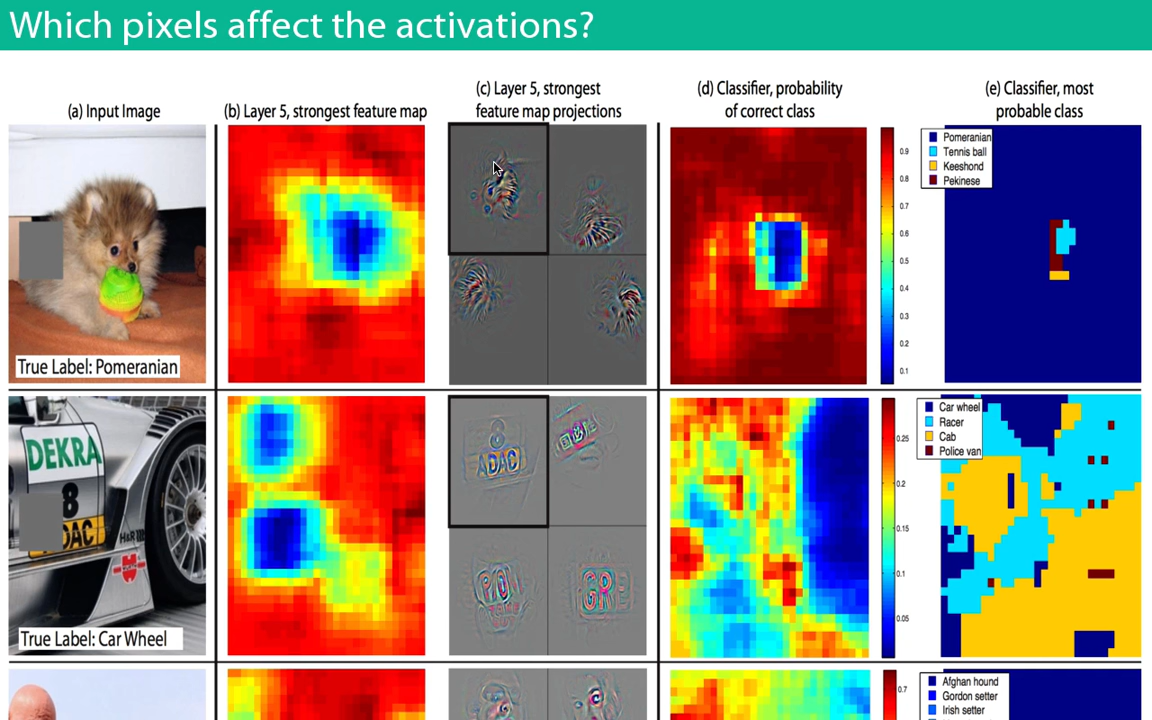 Which pixels affect the activations?
(a) Input Image
(b) Layer 5, strongest feature map
(c) Layer 5, strongest
feature map projections
(d) Classifier, probability
of correct class
(e) Classifier, most
probable class
True Label: Pomeranian
0.9
0.8
0.7
0.6
0.5
0.4
0.3
0.2
0.1
Pomeranian
Tennis ball
Keeshond
Pekinese
DEKRA
8
ADAC
H&R
True Label: Car Wheel
ADAC
PO
GR
0.25
0.2
0.15
0.1
0.05
Car wheel
Racer
Cab
Police van
0.7
Afghan hound
Gordon setter
Irish setter